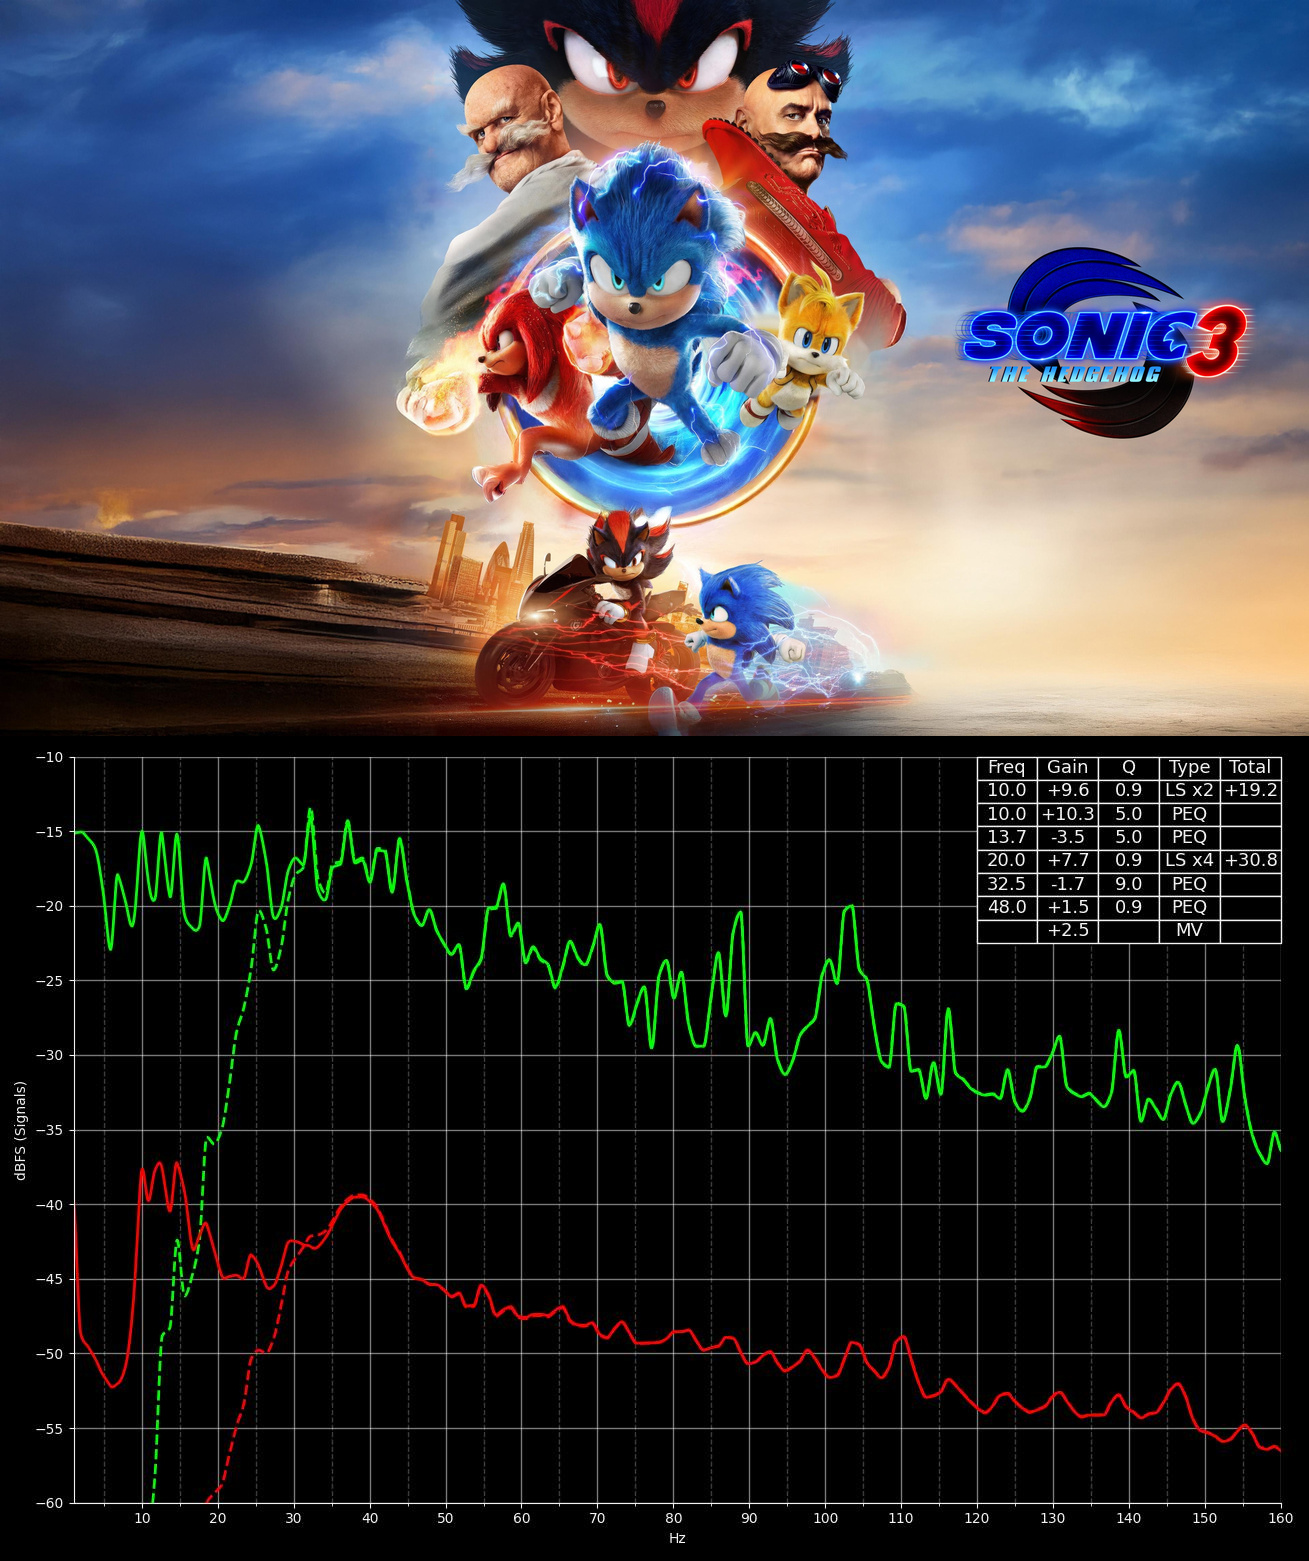 SONIC 3
THE HEDGEHOG
Freq Gain Q Type Total
10.0 +9.6 0.9 LS x2 +19.2
10.0 +10.3 5.0 PEQ
13.7 -3.5 5.0 PEQ
20.0 +7.7 0.9 LS x4 +30.8
32.5 -1.7 9.0 PEQ
48.0 +1.5 0.9 PEQ
+2.5 MV
dBFS (Signals)
−10
−15
−20
−25
−30
−35
−40
−45
−50
−55
−60
10 20 30 40 50 60 70 80 90 100 110 120 130 140 150 160
Hz